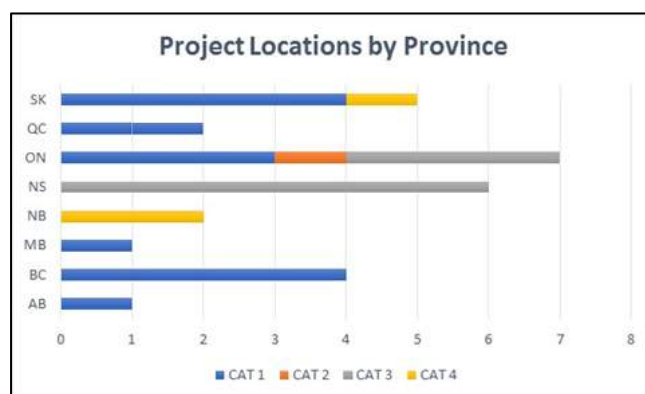 Project Locations by Province
SK
QC
ON
NS
NB
MB
BC
AB
0 1 2 3 4 5 6 7 8
CAT 1 CAT 2 CAT 3 CAT 4